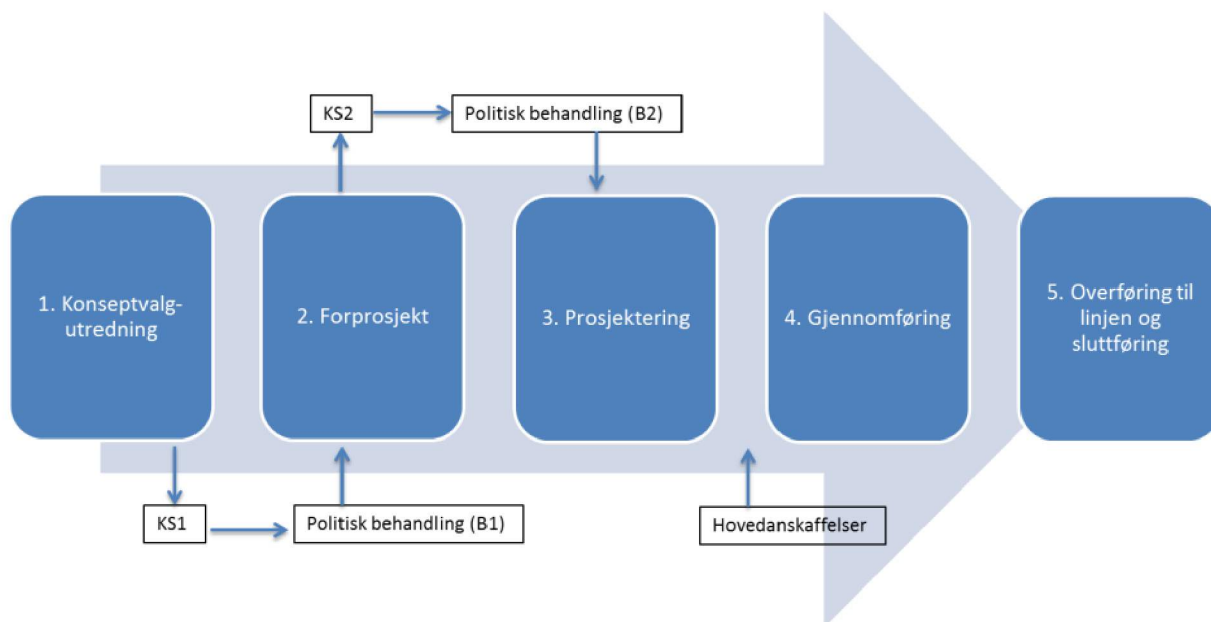 KS2
Politisk behandling (B2)
1. Konseptvalg-
utredning
2. Forprosjekt
3. Prosjektering
4. Gjennomføring
5. Overføring til
linjen og
sluttføring
KS1
Politisk behandling (B1)
Hovedanskaffelser